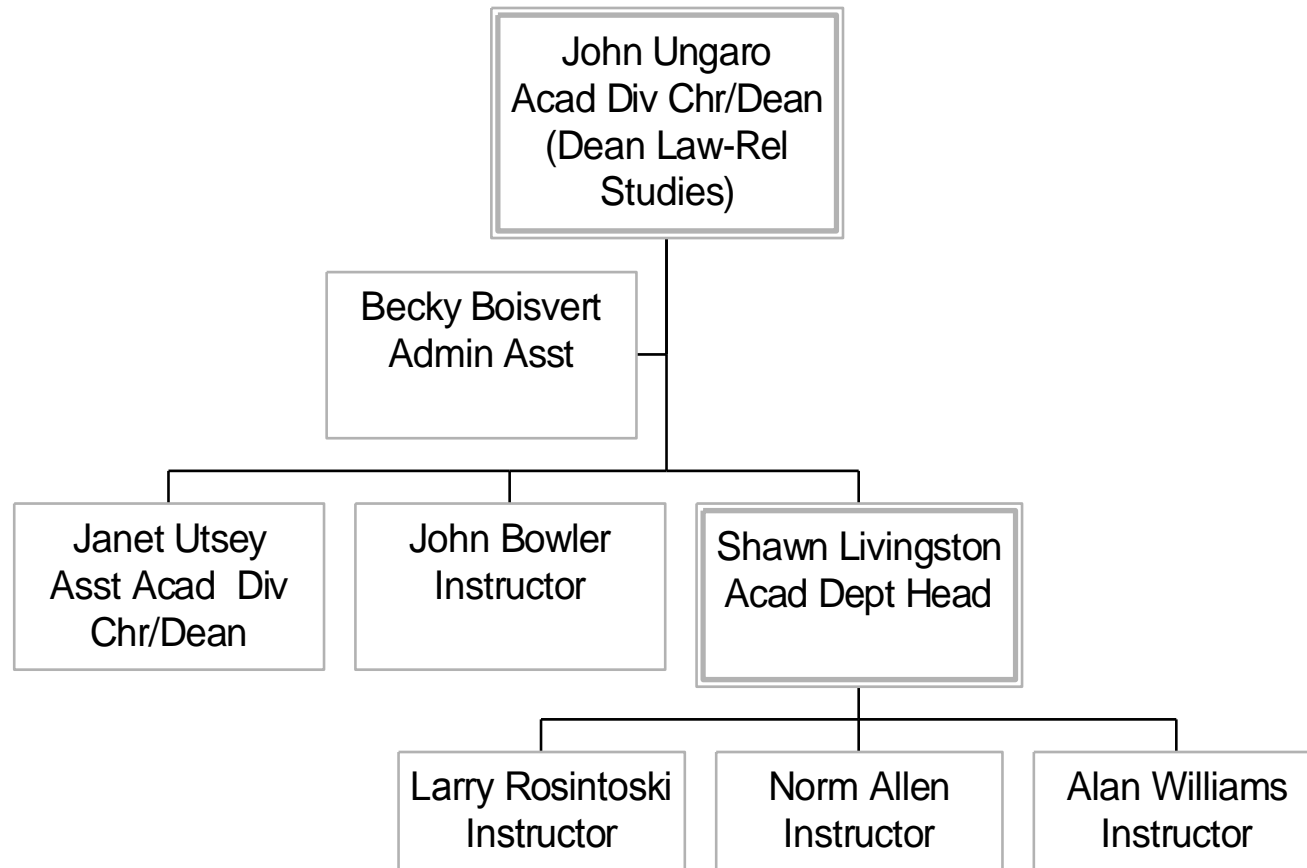 John Ungaro
Acad Div Chr/Dean
(Dean Law-Rel
Studies)
Becky Boisvert
Admin Asst
Janet Utsey
Asst Acad  Div
Chr/Dean
John Bowler
Instructor
Shawn Livingston
Acad Dept Head
Larry Rosintoski
Instructor
Norm Allen
Instructor
Alan Williams
Instructor